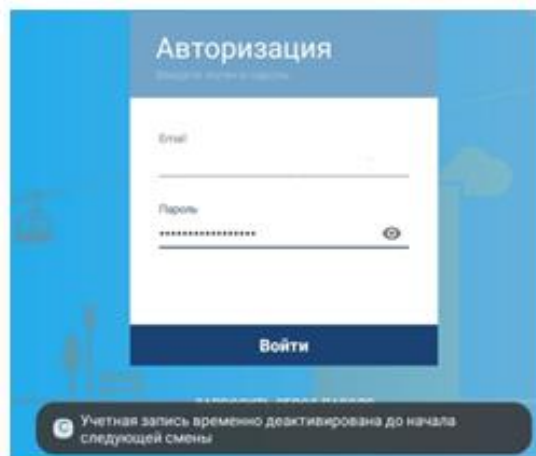 Авторизация
Email
Пароль
Войти
Учетная запись временно деактивирована до начала
следующей смены